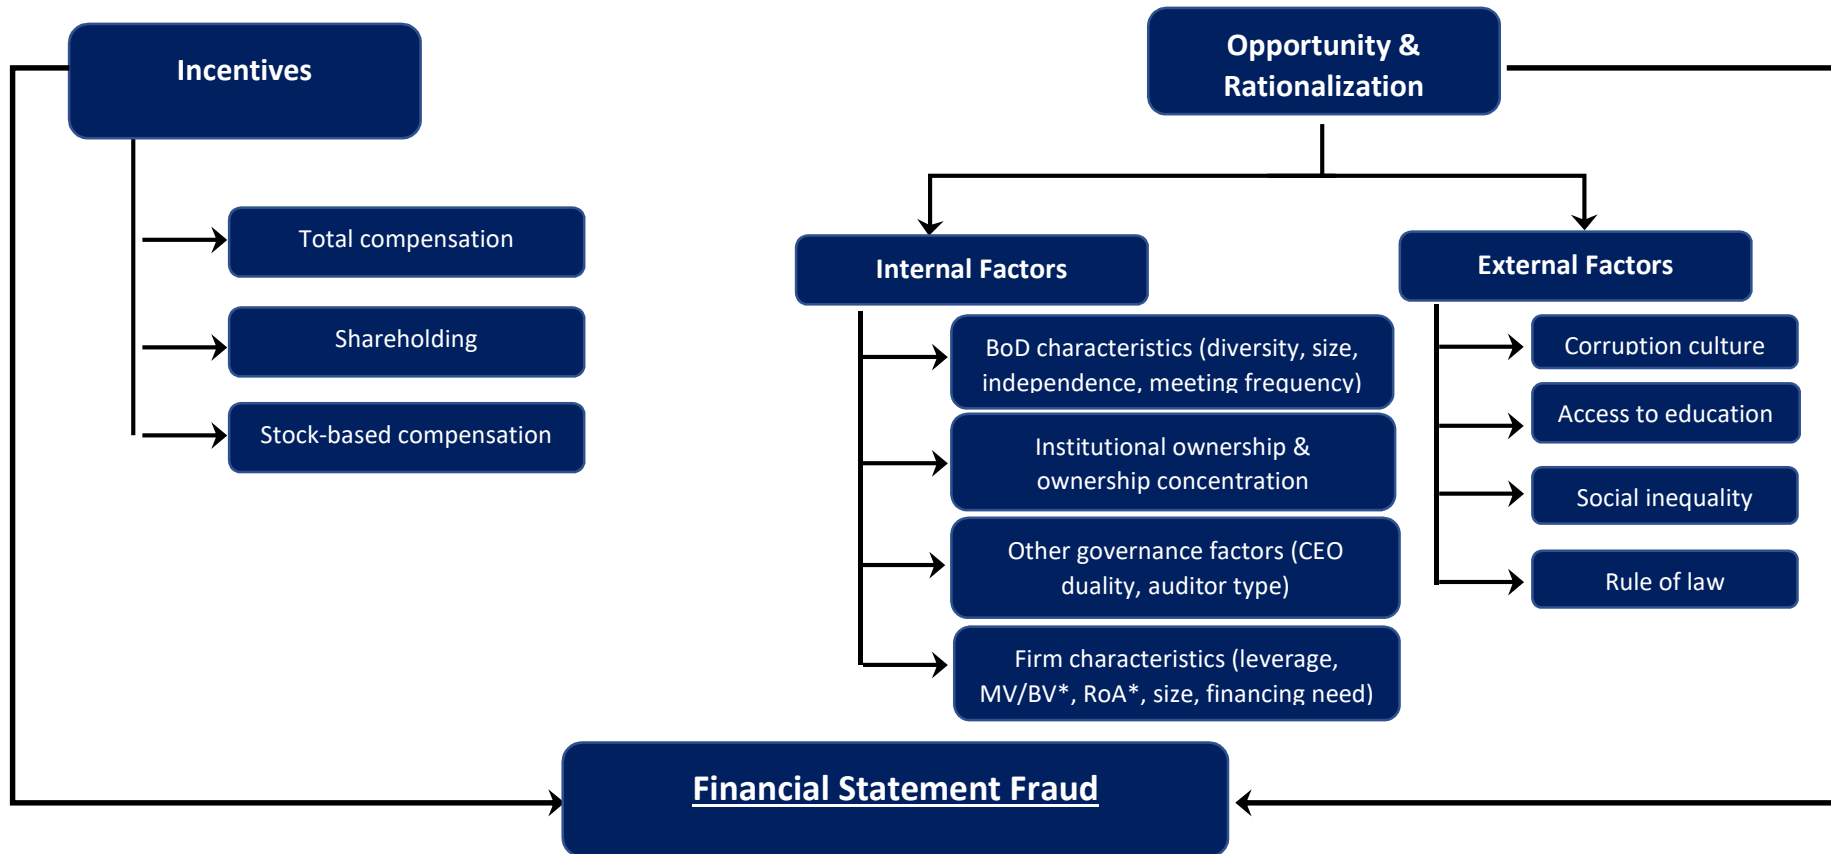 Incentives
Total compensation
Shareholding
Stock-based compensation
Opportunity &
Rationalization
Internal Factors
BoD characteristics (diversity, size,
independence, meeting frequency)
Institutional ownership &
ownership concentration
Other governance factors (CEO
duality, auditor type)
Firm characteristics (leverage,
MV/BV*, RoA*, size, financing need)
External Factors
Corruption culture
Access to education
Social inequality
Rule of law
Financial Statement Fraud